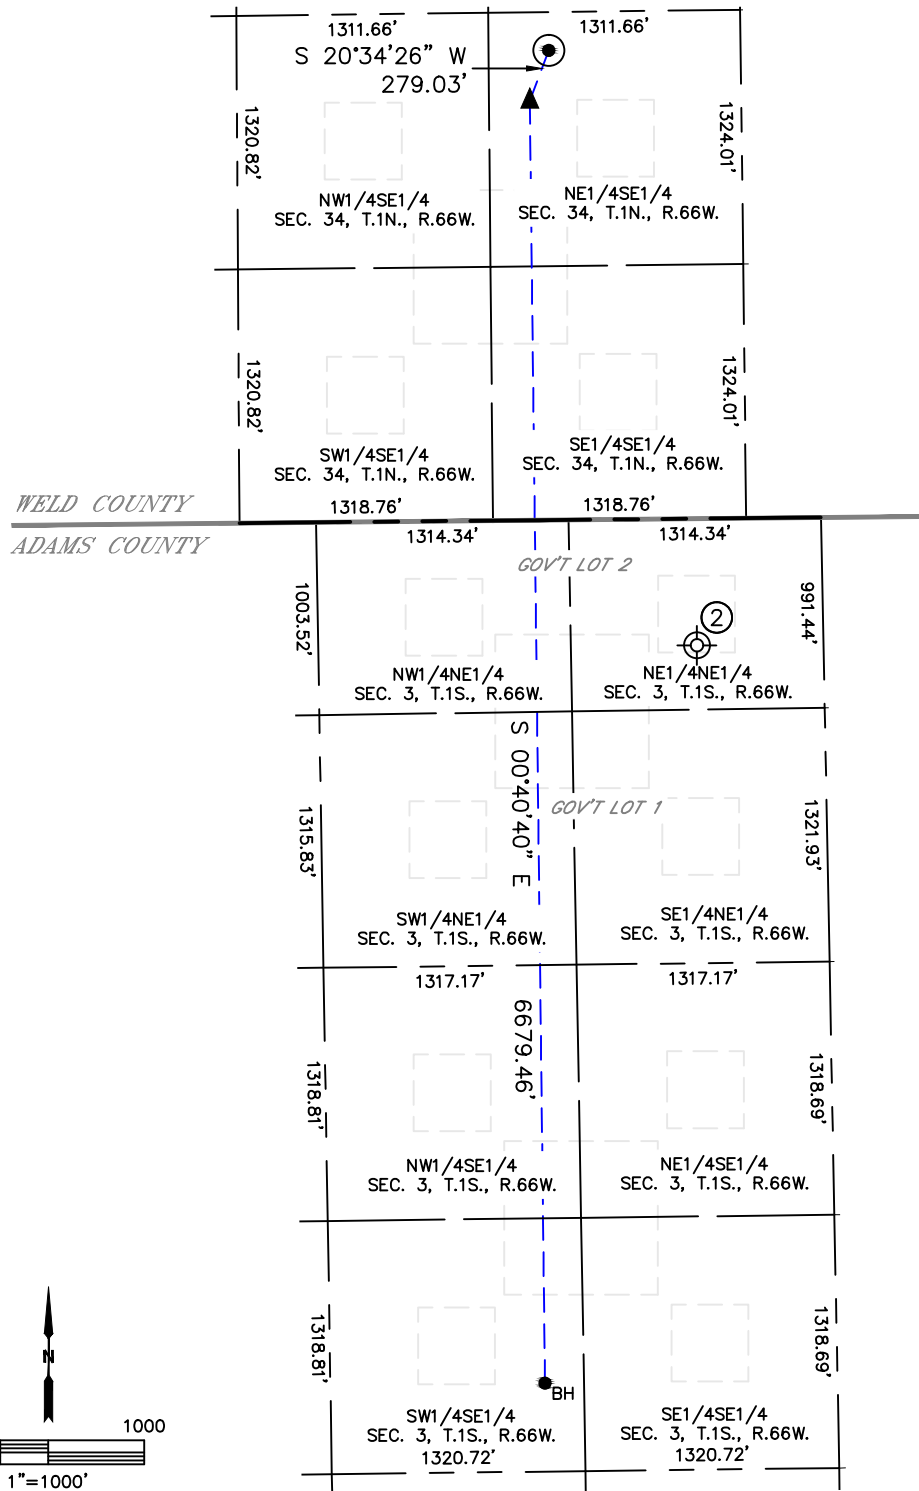 1311.66'
1311.66'
S 20°34'26" W
279.03'
1320.82'
1324.01'
NW1/4SE1/4
SEC. 34, T.1N., R.66W.
NE1/4SE1/4
SEC. 34, T.1N., R.66W.
1320.82'
1324.01'
SW1/4SE1/4
SEC. 34, T.1N., R.66W.
SE1/4SE1/4
SEC. 34, T.1N., R.66W.
1318.76'
1318.76'
WELD COUNTY
ADAMS COUNTY
1314.34'
1314.34'
GOV'T LOT 2
1003.52'
991.44'
2
NW1/4NE1/4
SEC. 3, T.1S., R.66W.
NE1/4NE1/4
SEC. 3, T.1S., R.66W.
S 00°40'40" E
GOV'T LOT 1
1315.83'
1321.93'
SW1/4NE1/4
SEC. 3, T.1S., R.66W.
SE1/4NE1/4
SEC. 3, T.1S., R.66W.
1317.17'
1317.17'
6679.46'
1318.81'
1318.69'
NW1/4SE1/4
SEC. 3, T.1S., R.66W.
NE1/4SE1/4
SEC. 3, T.1S., R.66W.
1318.81'
1318.69'
BH
SW1/4SE1/4
SEC. 3, T.1S., R.66W.
1320.72'
SE1/4SE1/4
SEC. 3, T.1S., R.66W.
1320.72'
N
1000
1"=1000'